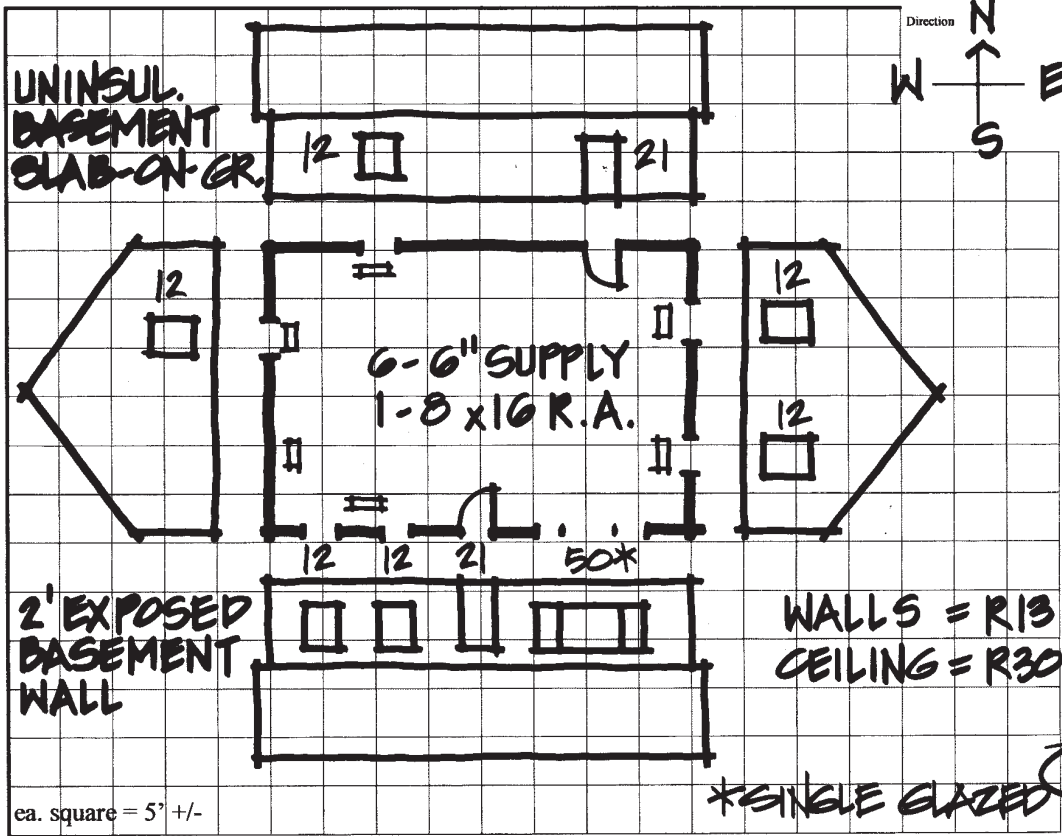 Direction
N
W E
S
UNINSUL.
BASEMENT
SLAB-ON-GR.
12 21
12
12
6-6" SUPPLY
1-8 x16 R.A.
12
12 12 21 50*
2' EXPOSED
BASEMENT
WALL
WALLS = R13
CEILING = R30
*SINGLE GLAZED
ea. square = 5' +/-